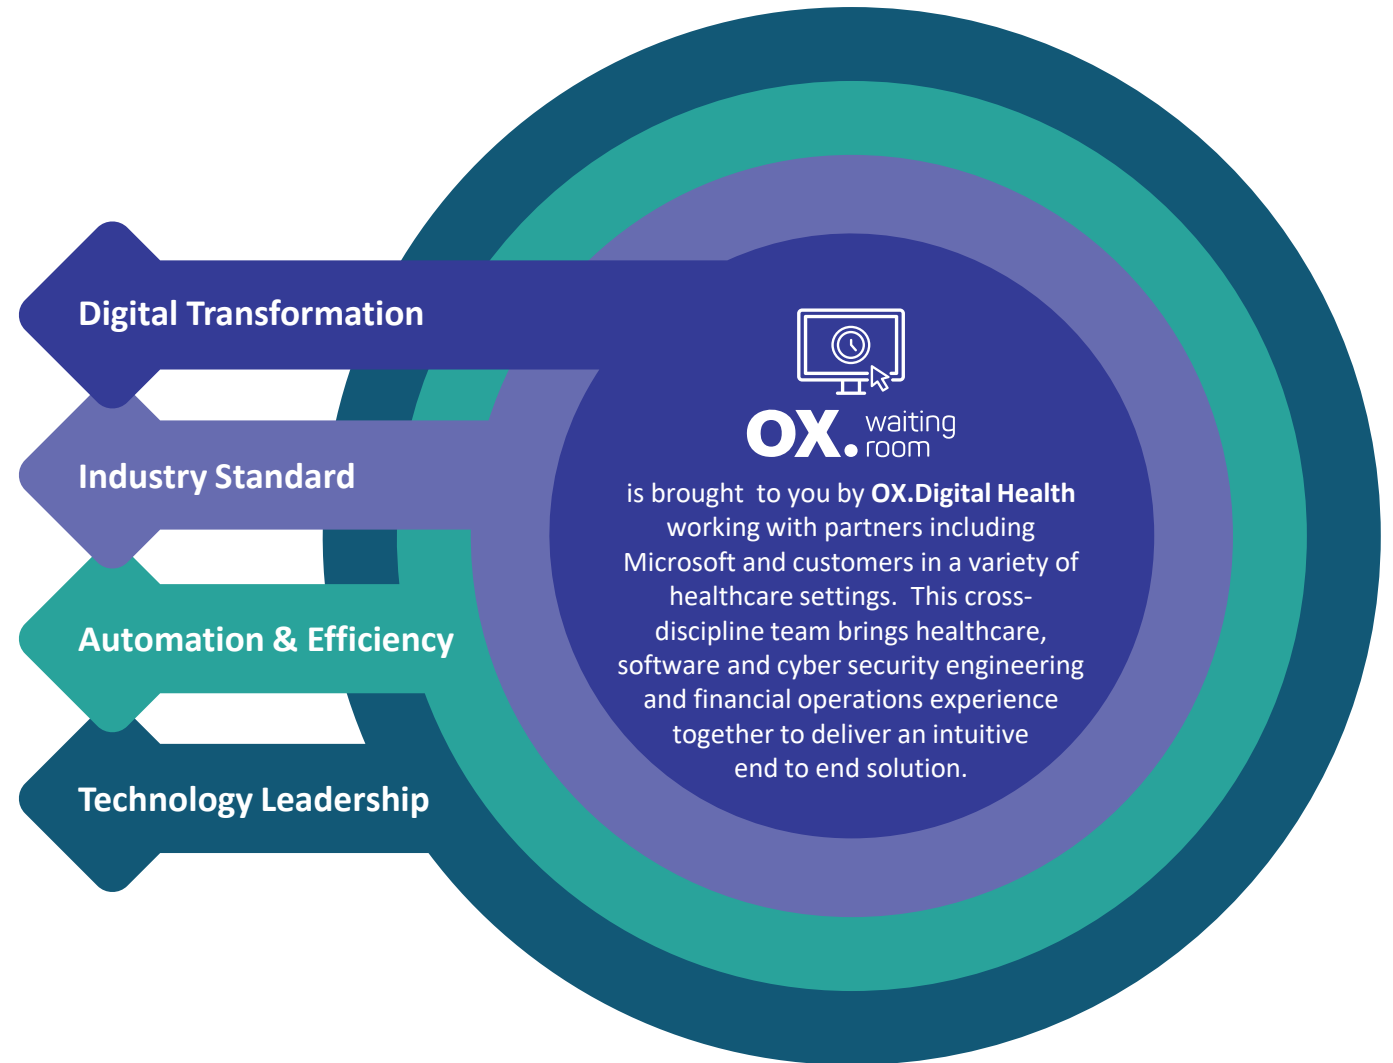 Digital Transformation
Industry Standard
Automation & Efficiency
Technology Leadership
OX. waiting room
is brought to you by OX.Digital Health
working with partners including
Microsoft and customers in a variety of
healthcare settings. This cross-
discipline team brings healthcare,
software and cyber security engineering
and financial operations experience
together to deliver an intuitive
end to end solution.